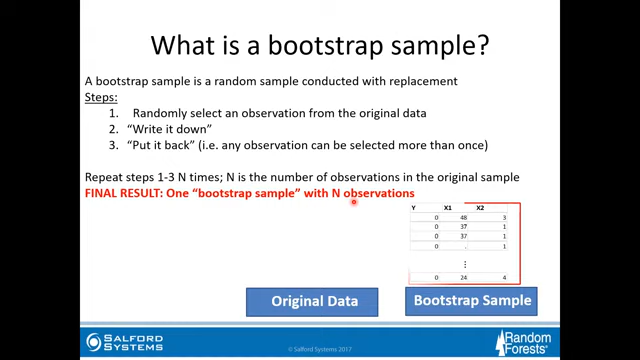 What is a bootstrap sample?
A bootstrap sample is a random sample conducted with replacement
Steps:
1. Randomly select an observation from the original data
2. “Write it down”
3. “Put it back” (i.e. any observation can be selected more than once)
Repeat steps 1-3 N times; N is the number of observations in the original sample
FINAL RESULT: One “bootstrap sample” with N observations
Y X1 X2
0 48 3
0 37 1
0 37 1
0 . 1
⋮
0 24 4
Original Data
Bootstrap Sample
SALFORD SYSTEMS
© Salford Systems 2017
Random Forests®